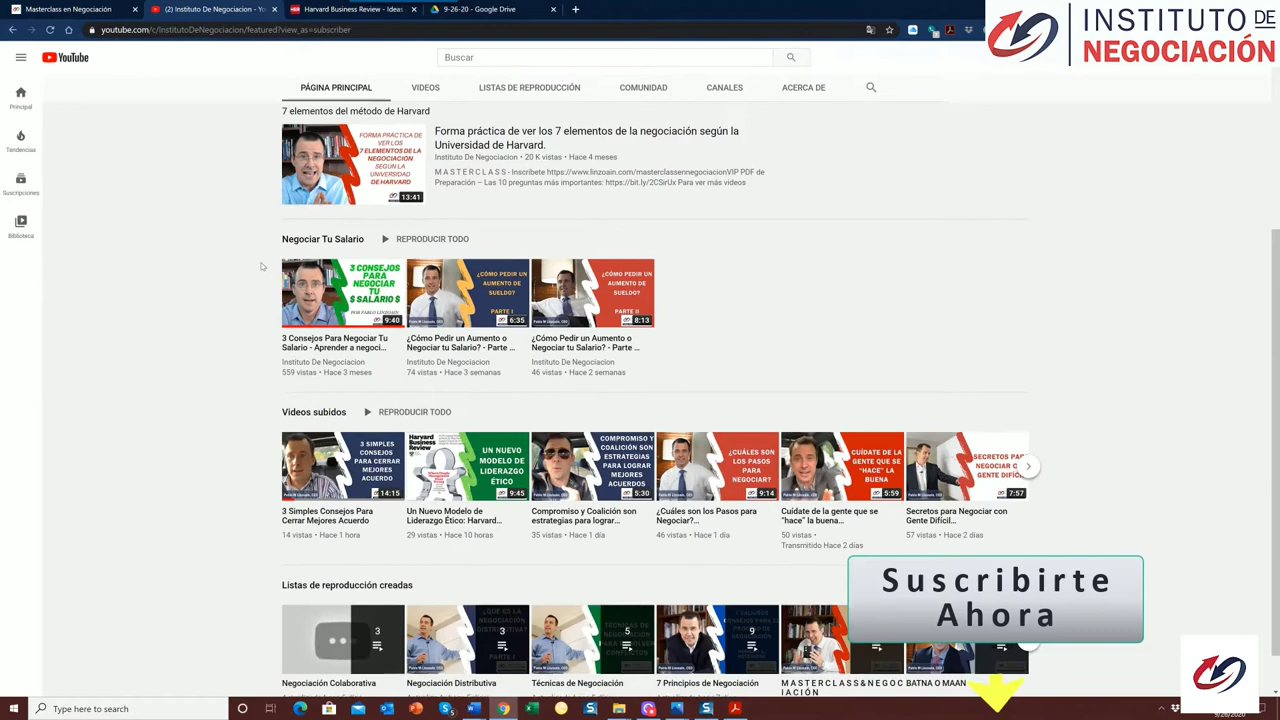 Masterclass en Negociación
(2) Instituto De Negociacion - Yo
Harvard Business Review - Ideas
9-26-20 - Google Drive
youtube.com/c/InstitutoDeNegociacion/featured?view_as=subscriber
INSTITUTO DE
NEGOCIACIÓN
YouTube
Buscar
PÁGINA PRINCIPAL
VIDEOS
LISTAS DE REPRODUCCIÓN
COMUNIDAD
CANALES
ACERCA DE
Principal
Tendencias
Suscripciones
Biblioteca
7 elementos del método de Harvard
FORMA PRÁCTICA DE
VER LOS
7 ELEMENTOS DE LA
NEGOCIACIÓN
SEGÚN LA
UNIVERSIDAD
DE HARVARD
13:41
Forma práctica de ver los 7 elementos de la negociación según la
Universidad de Harvard.
Instituto De Negociacion • 20 K vistas • Hace 4 meses
M A S T E R C L A S S - Inscríbete https://www.linzoain.com/masterclassennegociacionVIP PDF de
Preparación – Las 10 preguntas más importantes: https://bit.ly/2CSirUx Para ver más videos
Negociar Tu Salario
REPRODUCIR TODO
3 CONSEJOS
PARA
NEGOCIAR
TU
$ SALARIO $
POR PABLO LINZOAIN
9:40
¿CÓMO PEDIR UN
AUMENTO DE
SUELDO?
PARTE I
6:35
¿CÓMO PEDIR UN
AUMENTO DE
SUELDO?
PARTE II
8:13
3 Consejos Para Negociar Tu
Salario - Aprender a negoci...
Instituto De Negociacion
559 vistas • Hace 3 meses
¿Cómo Pedir un Aumento o
Negociar tu Salario? - Parte ...
Instituto De Negociacion
74 vistas • Hace 3 semanas
¿Cómo Pedir un Aumento o
Negociar tu Salario? - Parte ...
Instituto De Negociacion
46 vistas • Hace 2 semanas
Videos subidos
REPRODUCIR TODO
3 SIMPLES
CONSEJOS
PARA CERRAR
MEJORES
ACUERDOS
14:15
Harvard
Business
Review
UN NUEVO
MODELO DE
LIDERAZGO
ÉTICO
9:45
COMPROMISO Y
COALICIÓN SON
ESTRATEGIAS
PARA LOGRAR
MEJORES
ACUERDOS
5:30
¿CUÁLES SON
LOS PASOS
PARA
NEGOCIAR?
9:14
CUÍDATE DE LA
GENTE QUE SE
"HACE" LA
BUENA
5:59
SECRETOS PARA
NEGOCIAR CON
GENTE DIFÍCIL
7:57
3 Simples Consejos Para
Cerrar Mejores Acuerdo
14 vistas • Hace 1 hora
Un Nuevo Modelo de
Liderazgo Ético: Harvard...
29 vistas • Hace 10 horas
Compromiso y Coalición son
estrategias para lograr...
35 vistas • Hace 1 día
¿Cuáles son los Pasos para
Negociar?...
46 vistas • Hace 1 día
Cuídate de la gente que se
"hace" la buena...
50 vistas •
Transmitido Hace 2 días
Secretos para Negociar con
Gente Difícil...
57 vistas • Hace 2 días
Suscribirte
Ahora
Listas de reproducción creadas
3
¿QUÉ ES LA
NEGOCIACIÓN
DISTRIBUTIVA?
PARTE I
3
5
9
Negociación Colaborativa
Negociación Distributiva
Técnicas de Negociación
7 Principios de Negociación
M A S T E R C L A S S & N E G O C
I A C I Ó N
BATNA O MAAN
Type here to search
9/26/2020